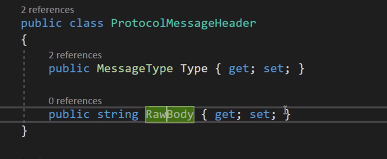 2 references
public class ProtocolMessageHeader
{
2 references
public MessageType Type { get; set; }
0 references
public string RawBody { get; set; }
}